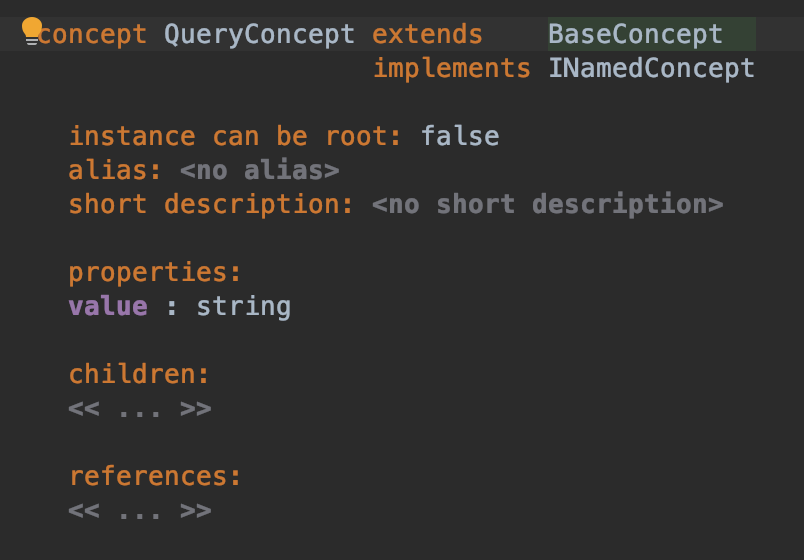 concept QueryConcept extends BaseConcept
implements INamedConcept
instance can be root: false
alias: <no alias>
short description: <no short description>
properties:
value : string
children:
<< ... >>
references:
<< ... >>